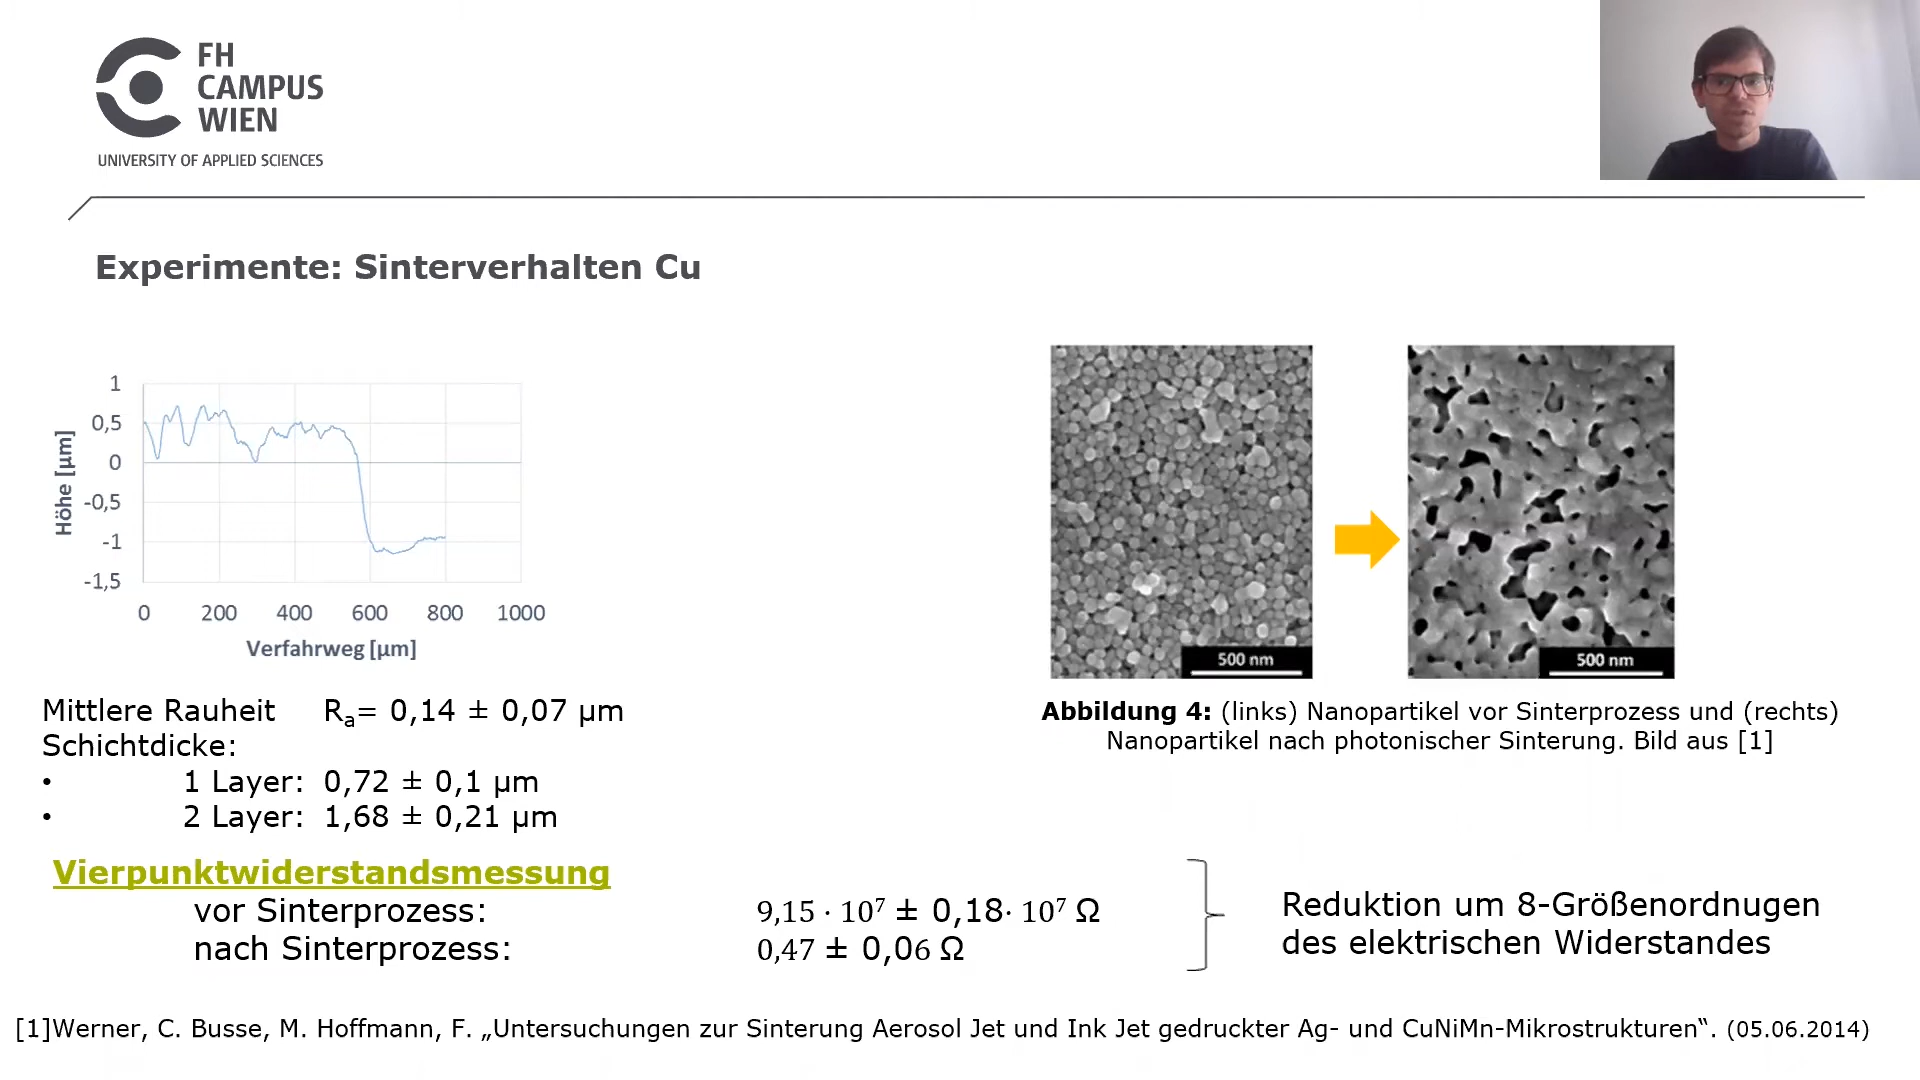 FH
CAMPUS
WIEN
UNIVERSITY OF APPLIED SCIENCES
Experimente: Sinterverhalten Cu
1
0,5
0
-0,5
-1
-1,5
Höhe [µm]
0 200 400 600 800 1000
Verfahrweg [µm]
500 nm
500 nm
Mittlere Rauheit Ra= 0,14 ± 0,07 µm
Schichtdicke:
• 1 Layer: 0,72 ± 0,1 µm
• 2 Layer: 1,68 ± 0,21 µm
Abbildung 4: (links) Nanopartikel vor Sinterprozess und (rechts)
Nanopartikel nach photonischer Sinterung. Bild aus [1]
Vierpunktwiderstandsmessung
vor Sinterprozess: 9,15 · 10⁷ ± 0,18· 10⁷ Ω
nach Sinterprozess: 0,47 ± 0,06 Ω
Reduktion um 8-Größenordnugen
des elektrischen Widerstandes
[1]Werner, C. Busse, M. Hoffmann, F. „Untersuchungen zur Sinterung Aerosol Jet und Ink Jet gedruckter Ag- und CuNiMn-Mikrostrukturen‟. (05.06.2014)